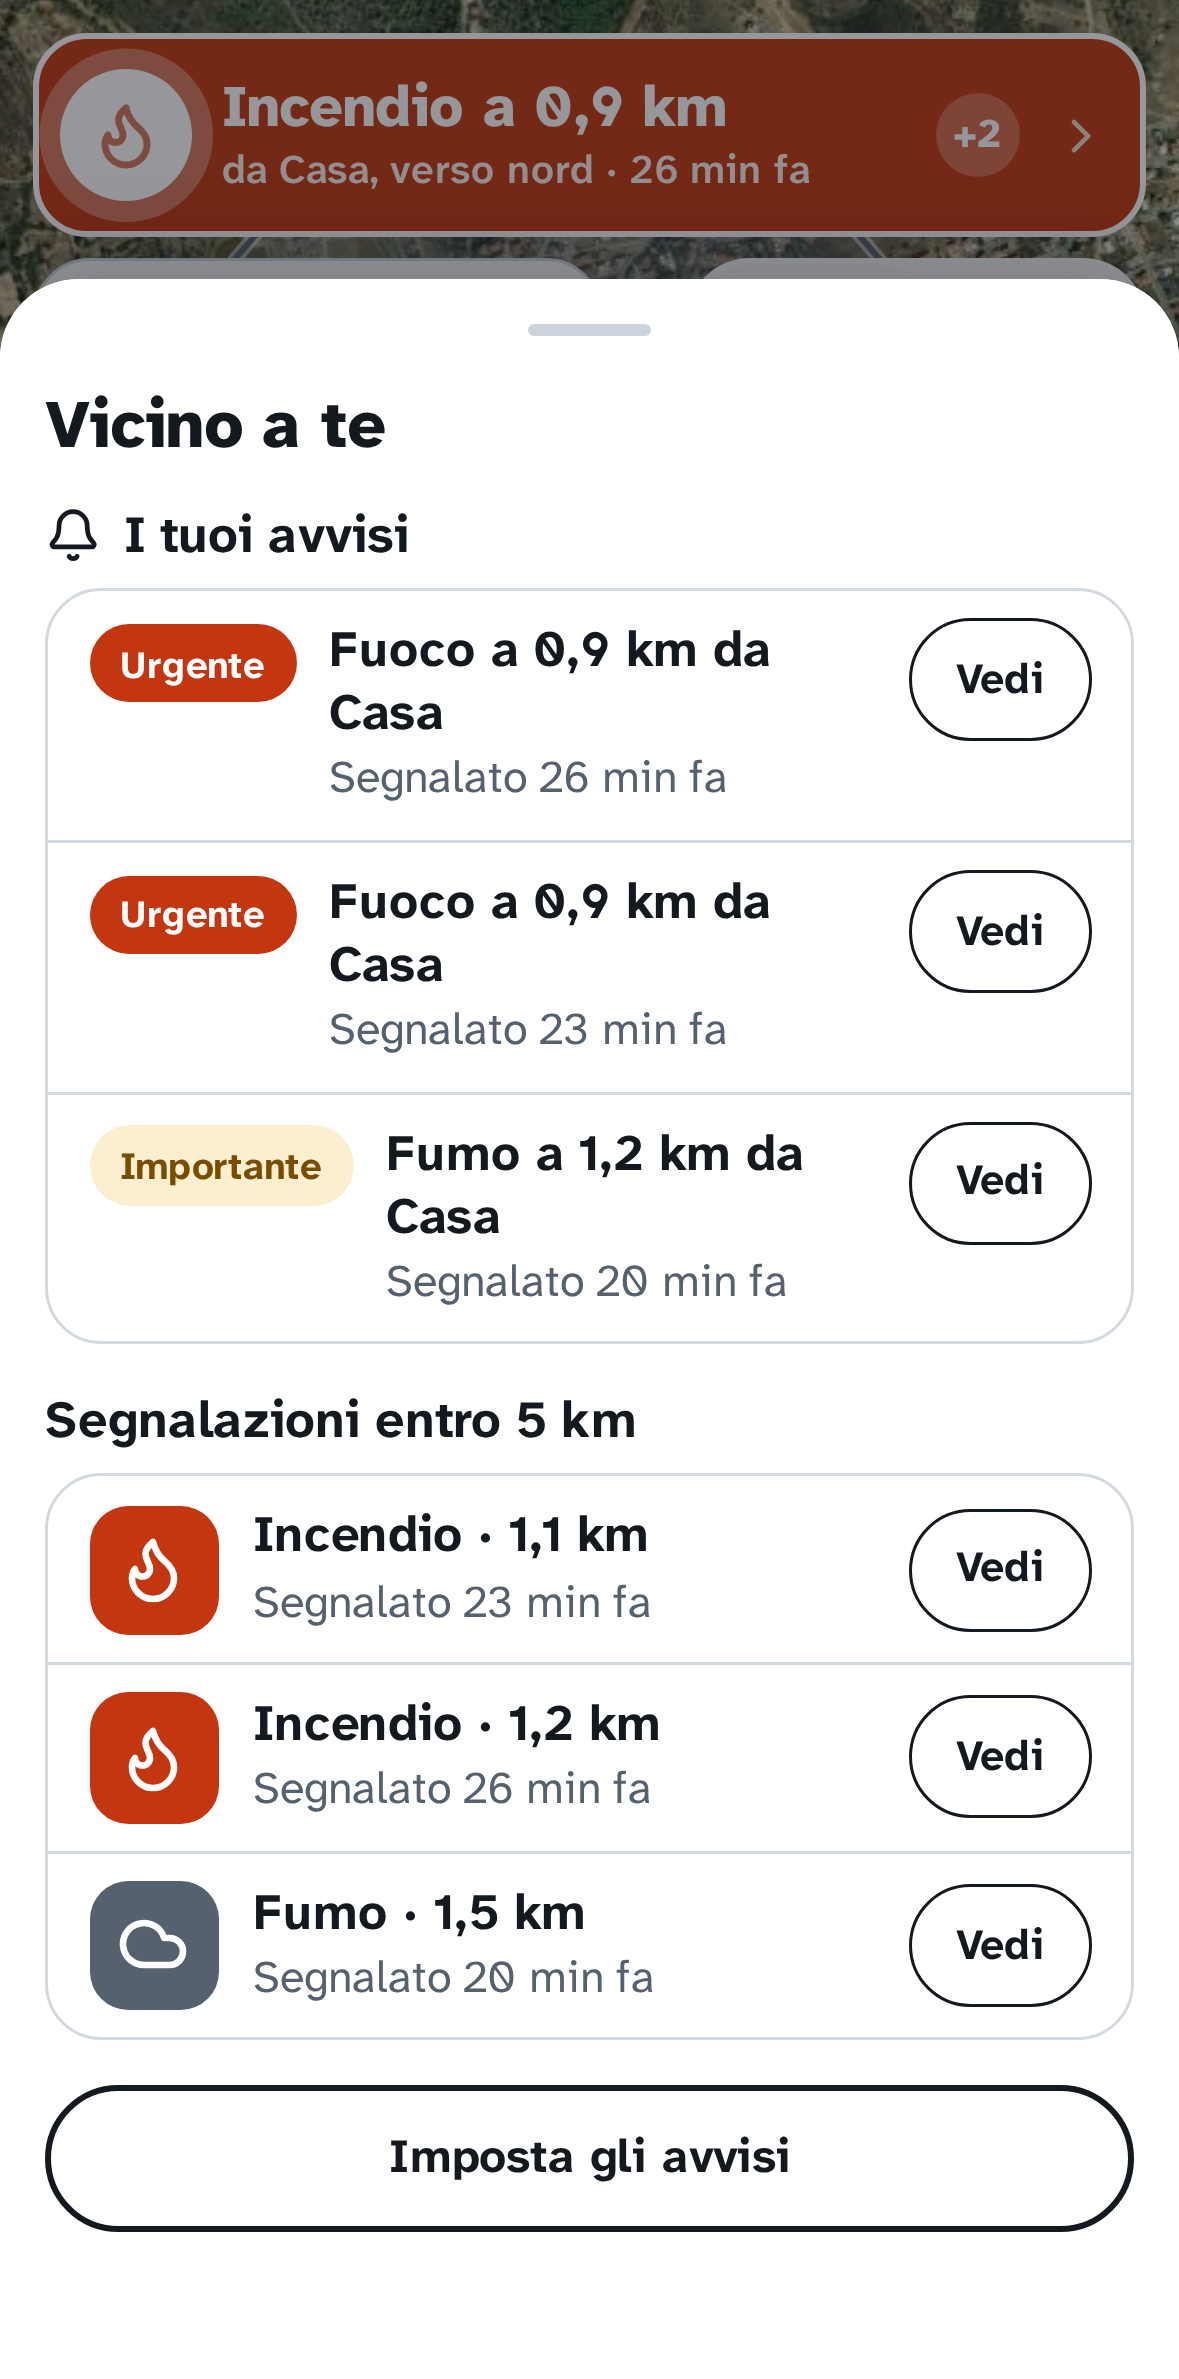 Incendio a 0,9 km
da Casa, verso nord · 26 min fa
+2
Vicino a te
I tuoi avvisi
Urgente
Fuoco a 0,9 km da
Casa
Segnalato 26 min fa
Vedi
Urgente
Fuoco a 0,9 km da
Casa
Segnalato 23 min fa
Vedi
Importante
Fumo a 1,2 km da
Casa
Segnalato 20 min fa
Vedi
Segnalazioni entro 5 km
Incendio · 1,1 km
Segnalato 23 min fa
Vedi
Incendio · 1,2 km
Segnalato 26 min fa
Vedi
Fumo · 1,5 km
Segnalato 20 min fa
Vedi
Imposta gli avvisi